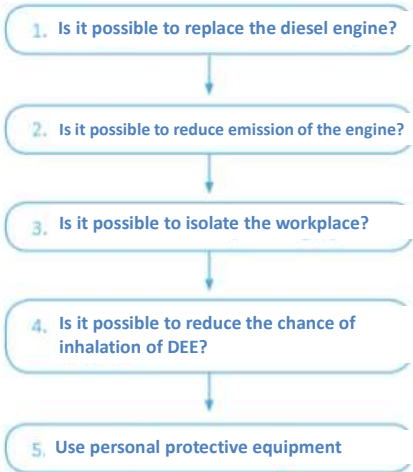 1. Is it possible to replace the diesel engine?
2. Is it possible to reduce emission of the engine?
3. Is it possible to isolate the workplace?
4. Is it possible to reduce the chance of
inhalation of DEE?
5. Use personal protective equipment